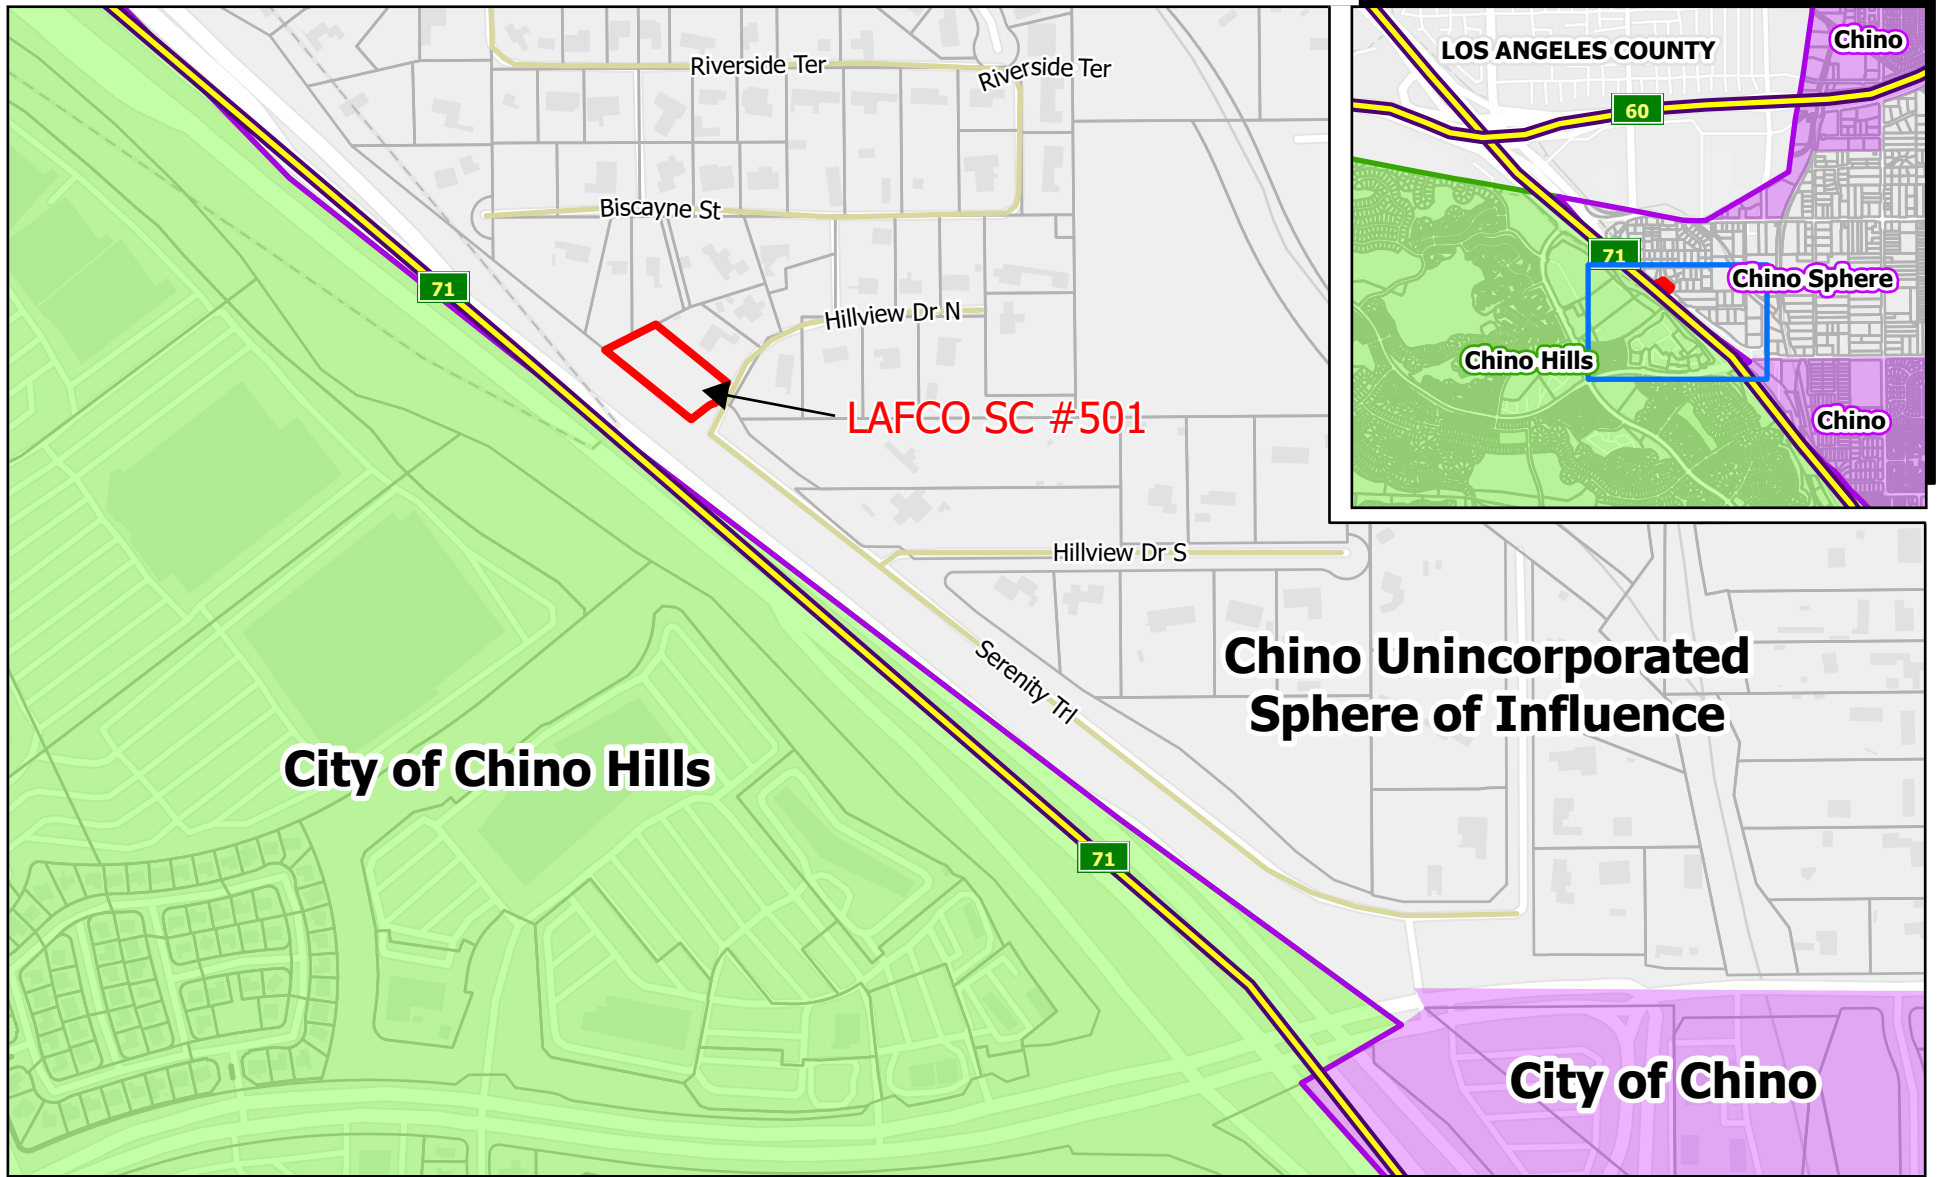 Riverside Ter
Riverside Ter
Biscayne St
71
Hillview Dr N
LAFCO SC #501
Hillview Dr S
Serenity Trl
Chino Unincorporated
Sphere of Influence
City of Chino Hills
71
City of Chino
LOS ANGELES COUNTY
Chino
60
71
Chino Sphere
Chino Hills
Chino